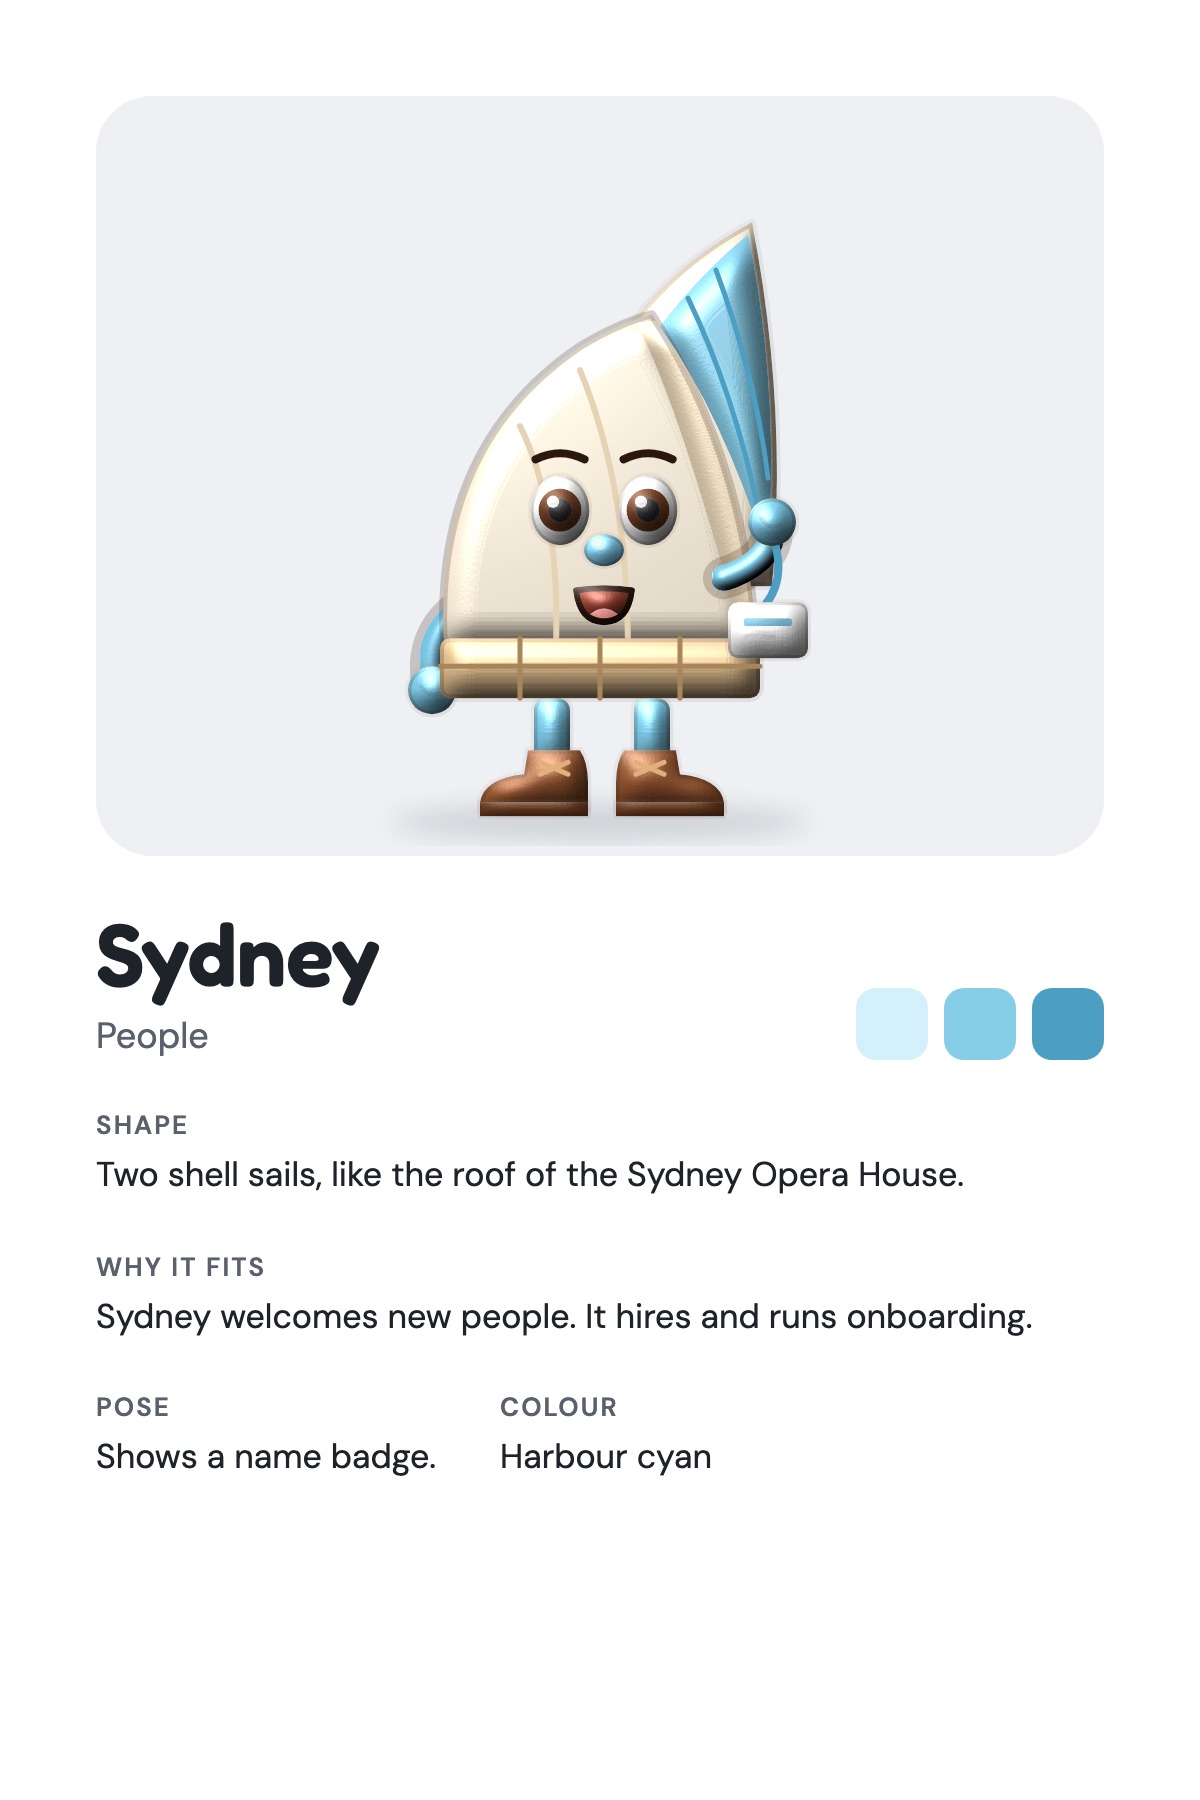 Sydney
People
SHAPE
Two shell sails, like the roof of the Sydney Opera House.
WHY IT FITS
Sydney welcomes new people. It hires and runs onboarding.
POSE
Shows a name badge.
COLOUR
Harbour cyan